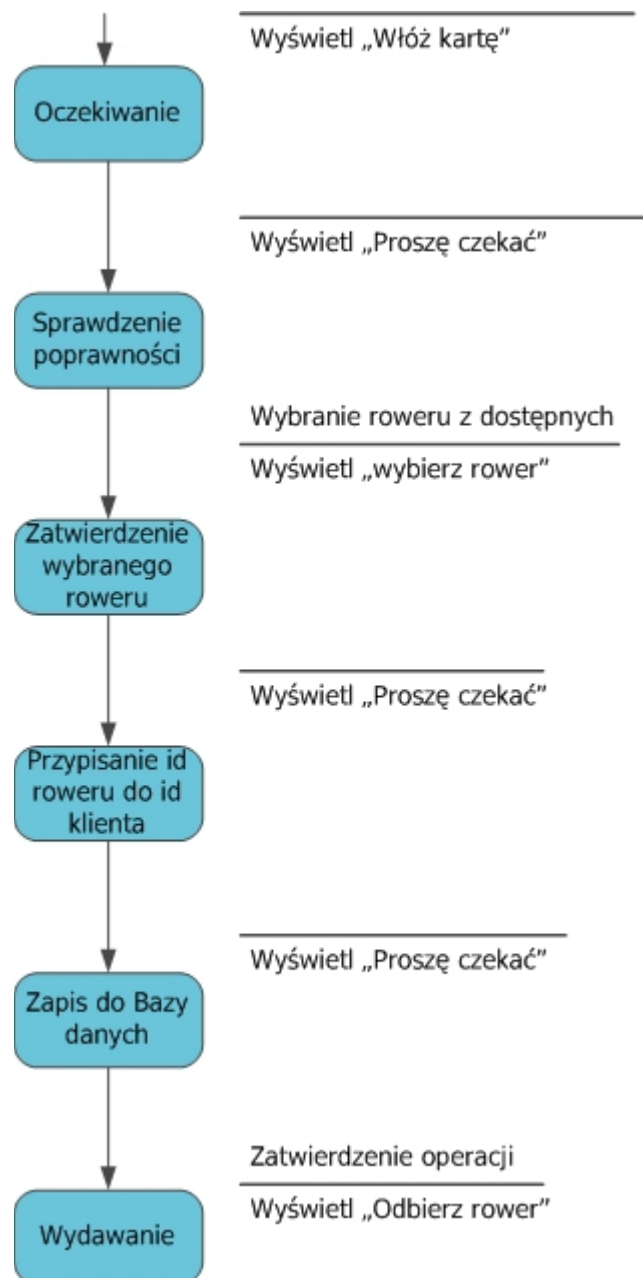 Wyświetl „Włóż kartę”
Oczekiwanie
Wyświetl „Proszę czekać”
Sprawdzenie
poprawności
Wybranie roweru z dostępnych
Wyświetl „wybierz rower”
Zatwierdzenie
wybranego
roweru
Wyświetl „Proszę czekać”
Przypisanie id
roweru do id
klienta
Wyświetl „Proszę czekać”
Zapis do Bazy
danych
Zatwierdzenie operacji
Wyświetl „Odbierz rower”
Wydawanie